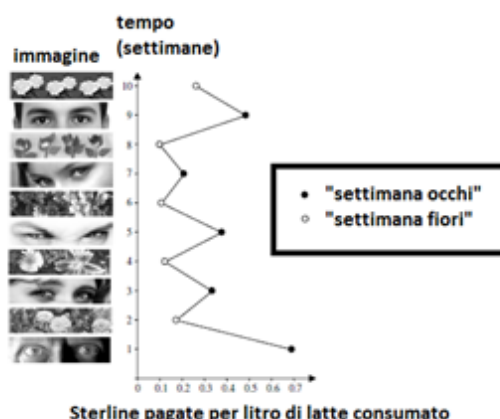 tempo
(settimane)
immagine
10
9
8
7
6
5
4
3
2
1
0 0.1 0.2 0.3 0.4 0.5 0.6 0.7
"settimana occhi"
"settimana fiori"
Sterline pagate per litro di latte consumato